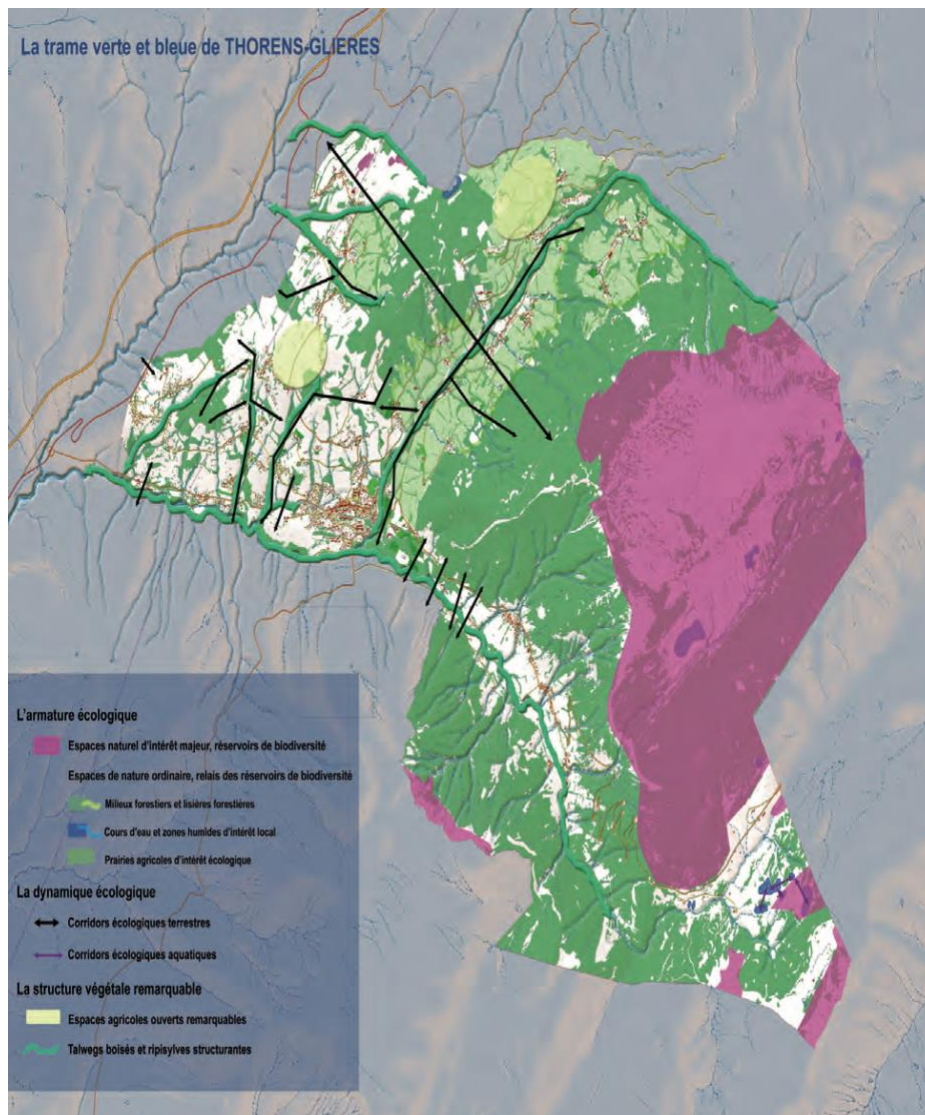 La trame verte et bleue de THORENS-GLIERES
L'armature écologique
Espaces naturel d'intérêt majeur, réservoirs de biodiversité
Espaces de nature ordinaire, relais des réservoirs de biodiversité
Milieux forestiers et lisières forestières
Cours d'eau et zones humides d'intérêt local
Prairies agricoles d'intérêt écologique
La dynamique écologique
Corridors écologiques terrestres
Corridors écologiques aquatiques
La structure végétale remarquable
Espaces agricoles ouverts remarquables
Talwegs boisés et ripisylves structurantes